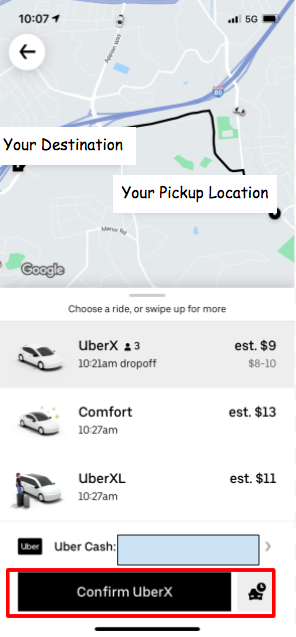 10:07
5G
Appian Way
80
Your Destination
Your Pickup Location
Manor Rd
Google
Choose a ride, or swipe up for more
UberX 3 est. $9
10:21am dropoff $8-10
Comfort est. $13
10:27am
UberXL est. $11
10:27am
Uber Uber Cash:
Confirm UberX